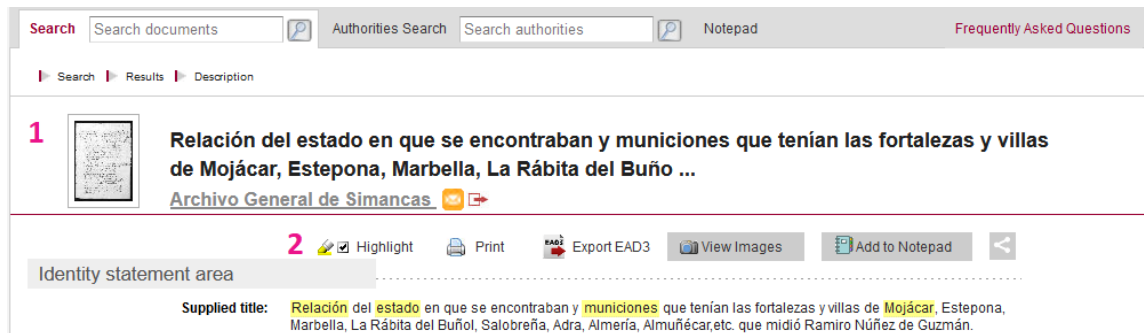 Search Search documents Authorities Search Search authorities Notepad Frequently Asked Questions
Search Results Description
1
Relación del estado en que se encontraban y municiones que tenían las fortalezas y villas
de Mojácar, Estepona, Marbella, La Rábita del Buño ...
Archivo General de Simancas
2 Highlight Print EAD3 Export EAD3 View Images Add to Notepad
Identity statement area
Supplied title: Relación del estado en que se encontraban y municiones que tenían las fortalezas y villas de Mojácar, Estepona,
Marbella, La Rábita del Buñol, Salobreña, Adra, Almería, Almuñécar,etc. que midió Ramiro Núñez de Guzmán.